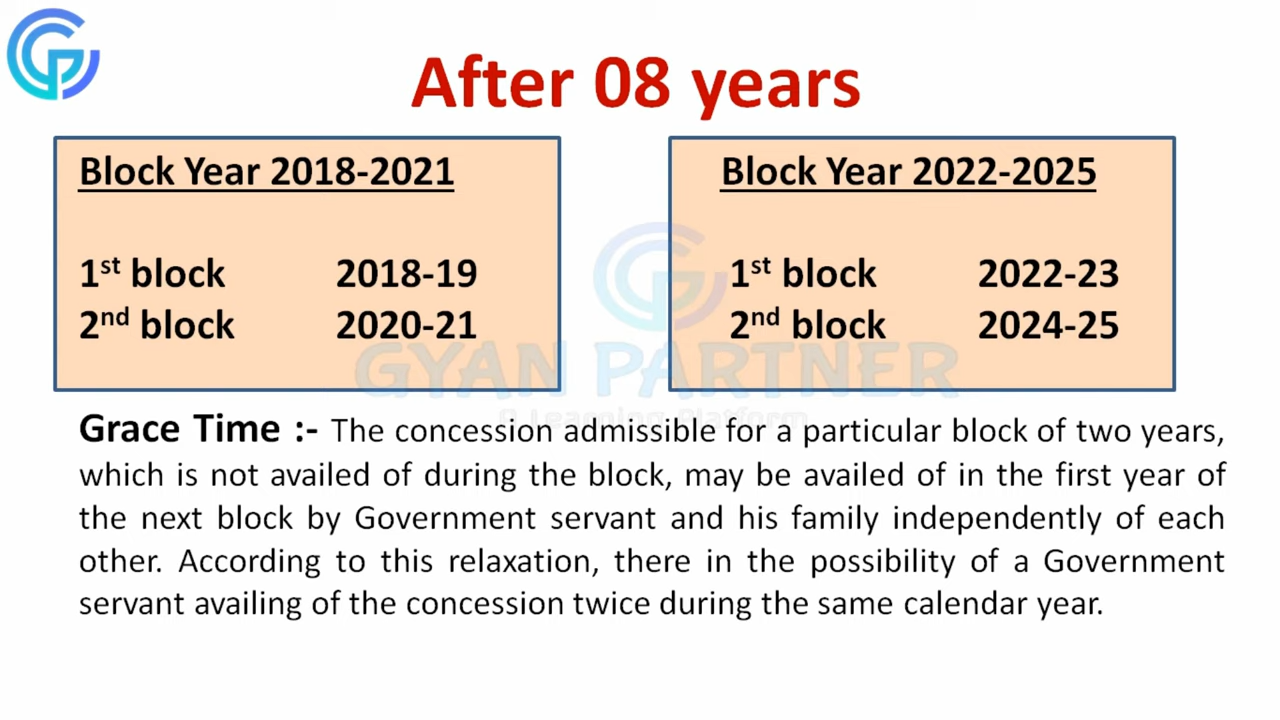 After 08 years
Block Year 2018-2021
1st block 2018-19
2nd block 2020-21
Block Year 2022-2025
1st block 2022-23
2nd block 2024-25
GYAN PARTNER
A Learning Platform
Grace Time :- The concession admissible for a particular block of two years,
which is not availed of during the block, may be availed of in the first year of
the next block by Government servant and his family independently of each
other. According to this relaxation, there in the possibility of a Government
servant availing of the concession twice during the same calendar year.